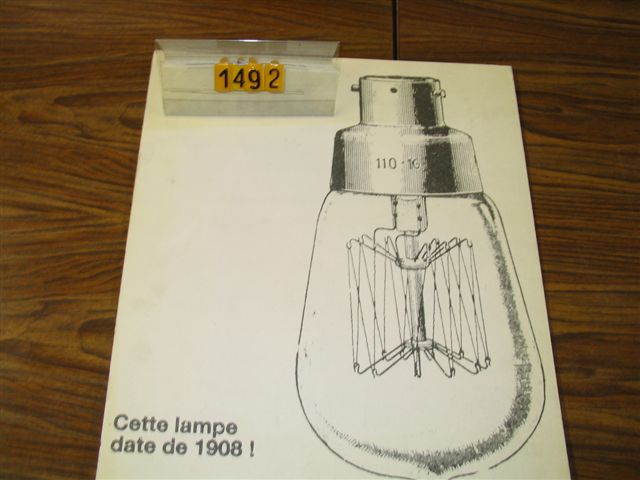 1492
110-16
Cette lampe
date de 1908 !